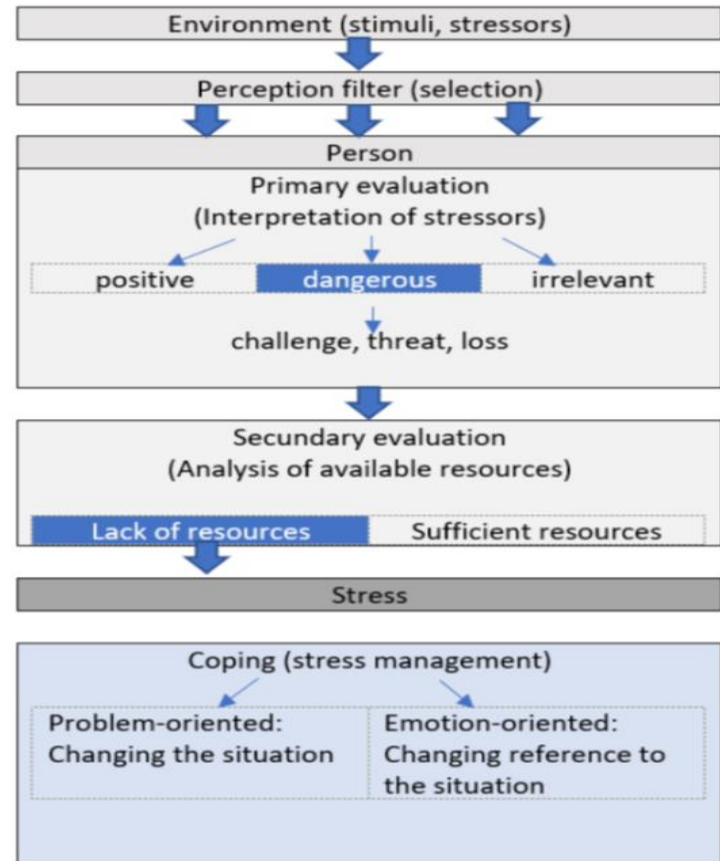 Environment (stimuli, stressors)
Perception filter (selection)
Person
Primary evaluation
(Interpretation of stressors)
positive
dangerous
irrelevant
challenge, threat, loss
Secundary evaluation
(Analysis of available resources)
Lack of resources
Sufficient resources
Stress
Coping (stress management)
Problem-oriented:
Changing the situation
Emotion-oriented:
Changing reference to
the situation